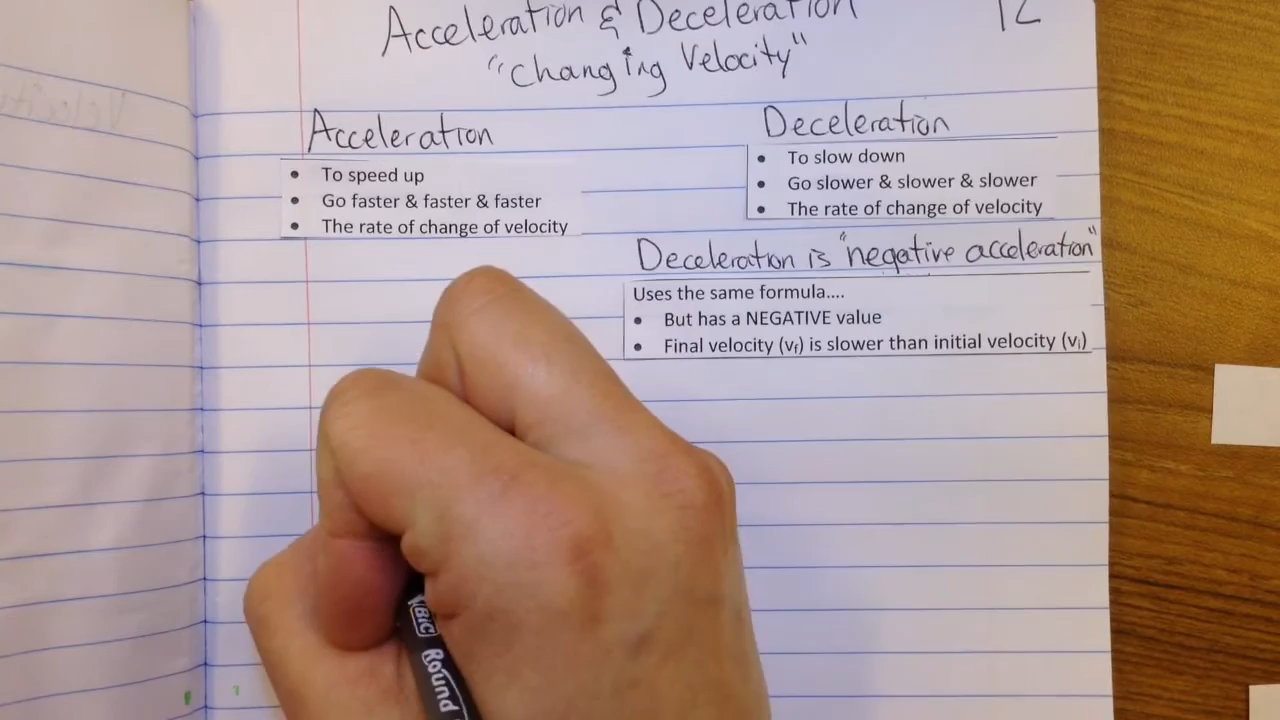 Acceleration & Deceleration
12
"Changing Velocity"
Acceleration
• To speed up
• Go faster & faster & faster
• The rate of change of velocity
Deceleration
• To slow down
• Go slower & slower & slower
• The rate of change of velocity
Deceleration is "negative acceleration"
Uses the same formula....
• But has a NEGATIVE value
• Final velocity (vf) is slower than initial velocity (vi)
BIC Round